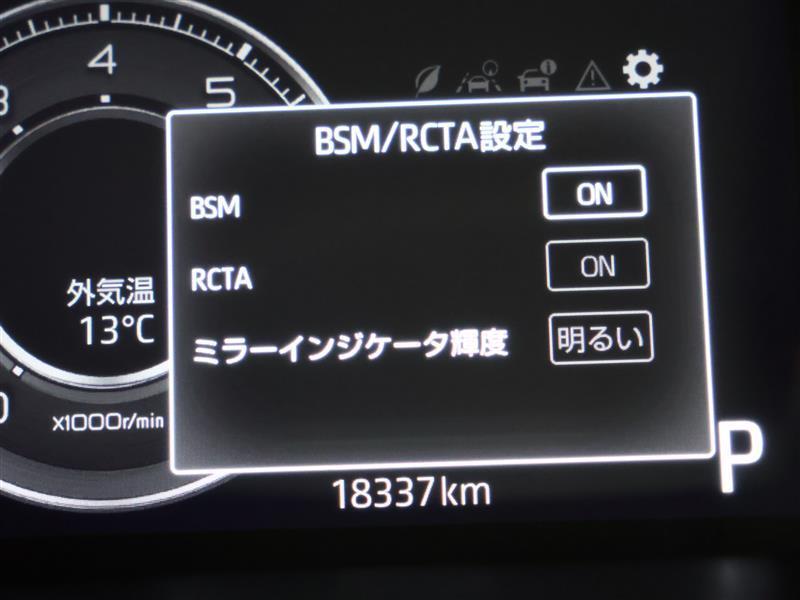 4
5
BSM/RCTA設定
BSM ON
RCTA ON
ミラーインジケータ輝度 明るい
外気温
13°C
x1000r/min
P
18337km